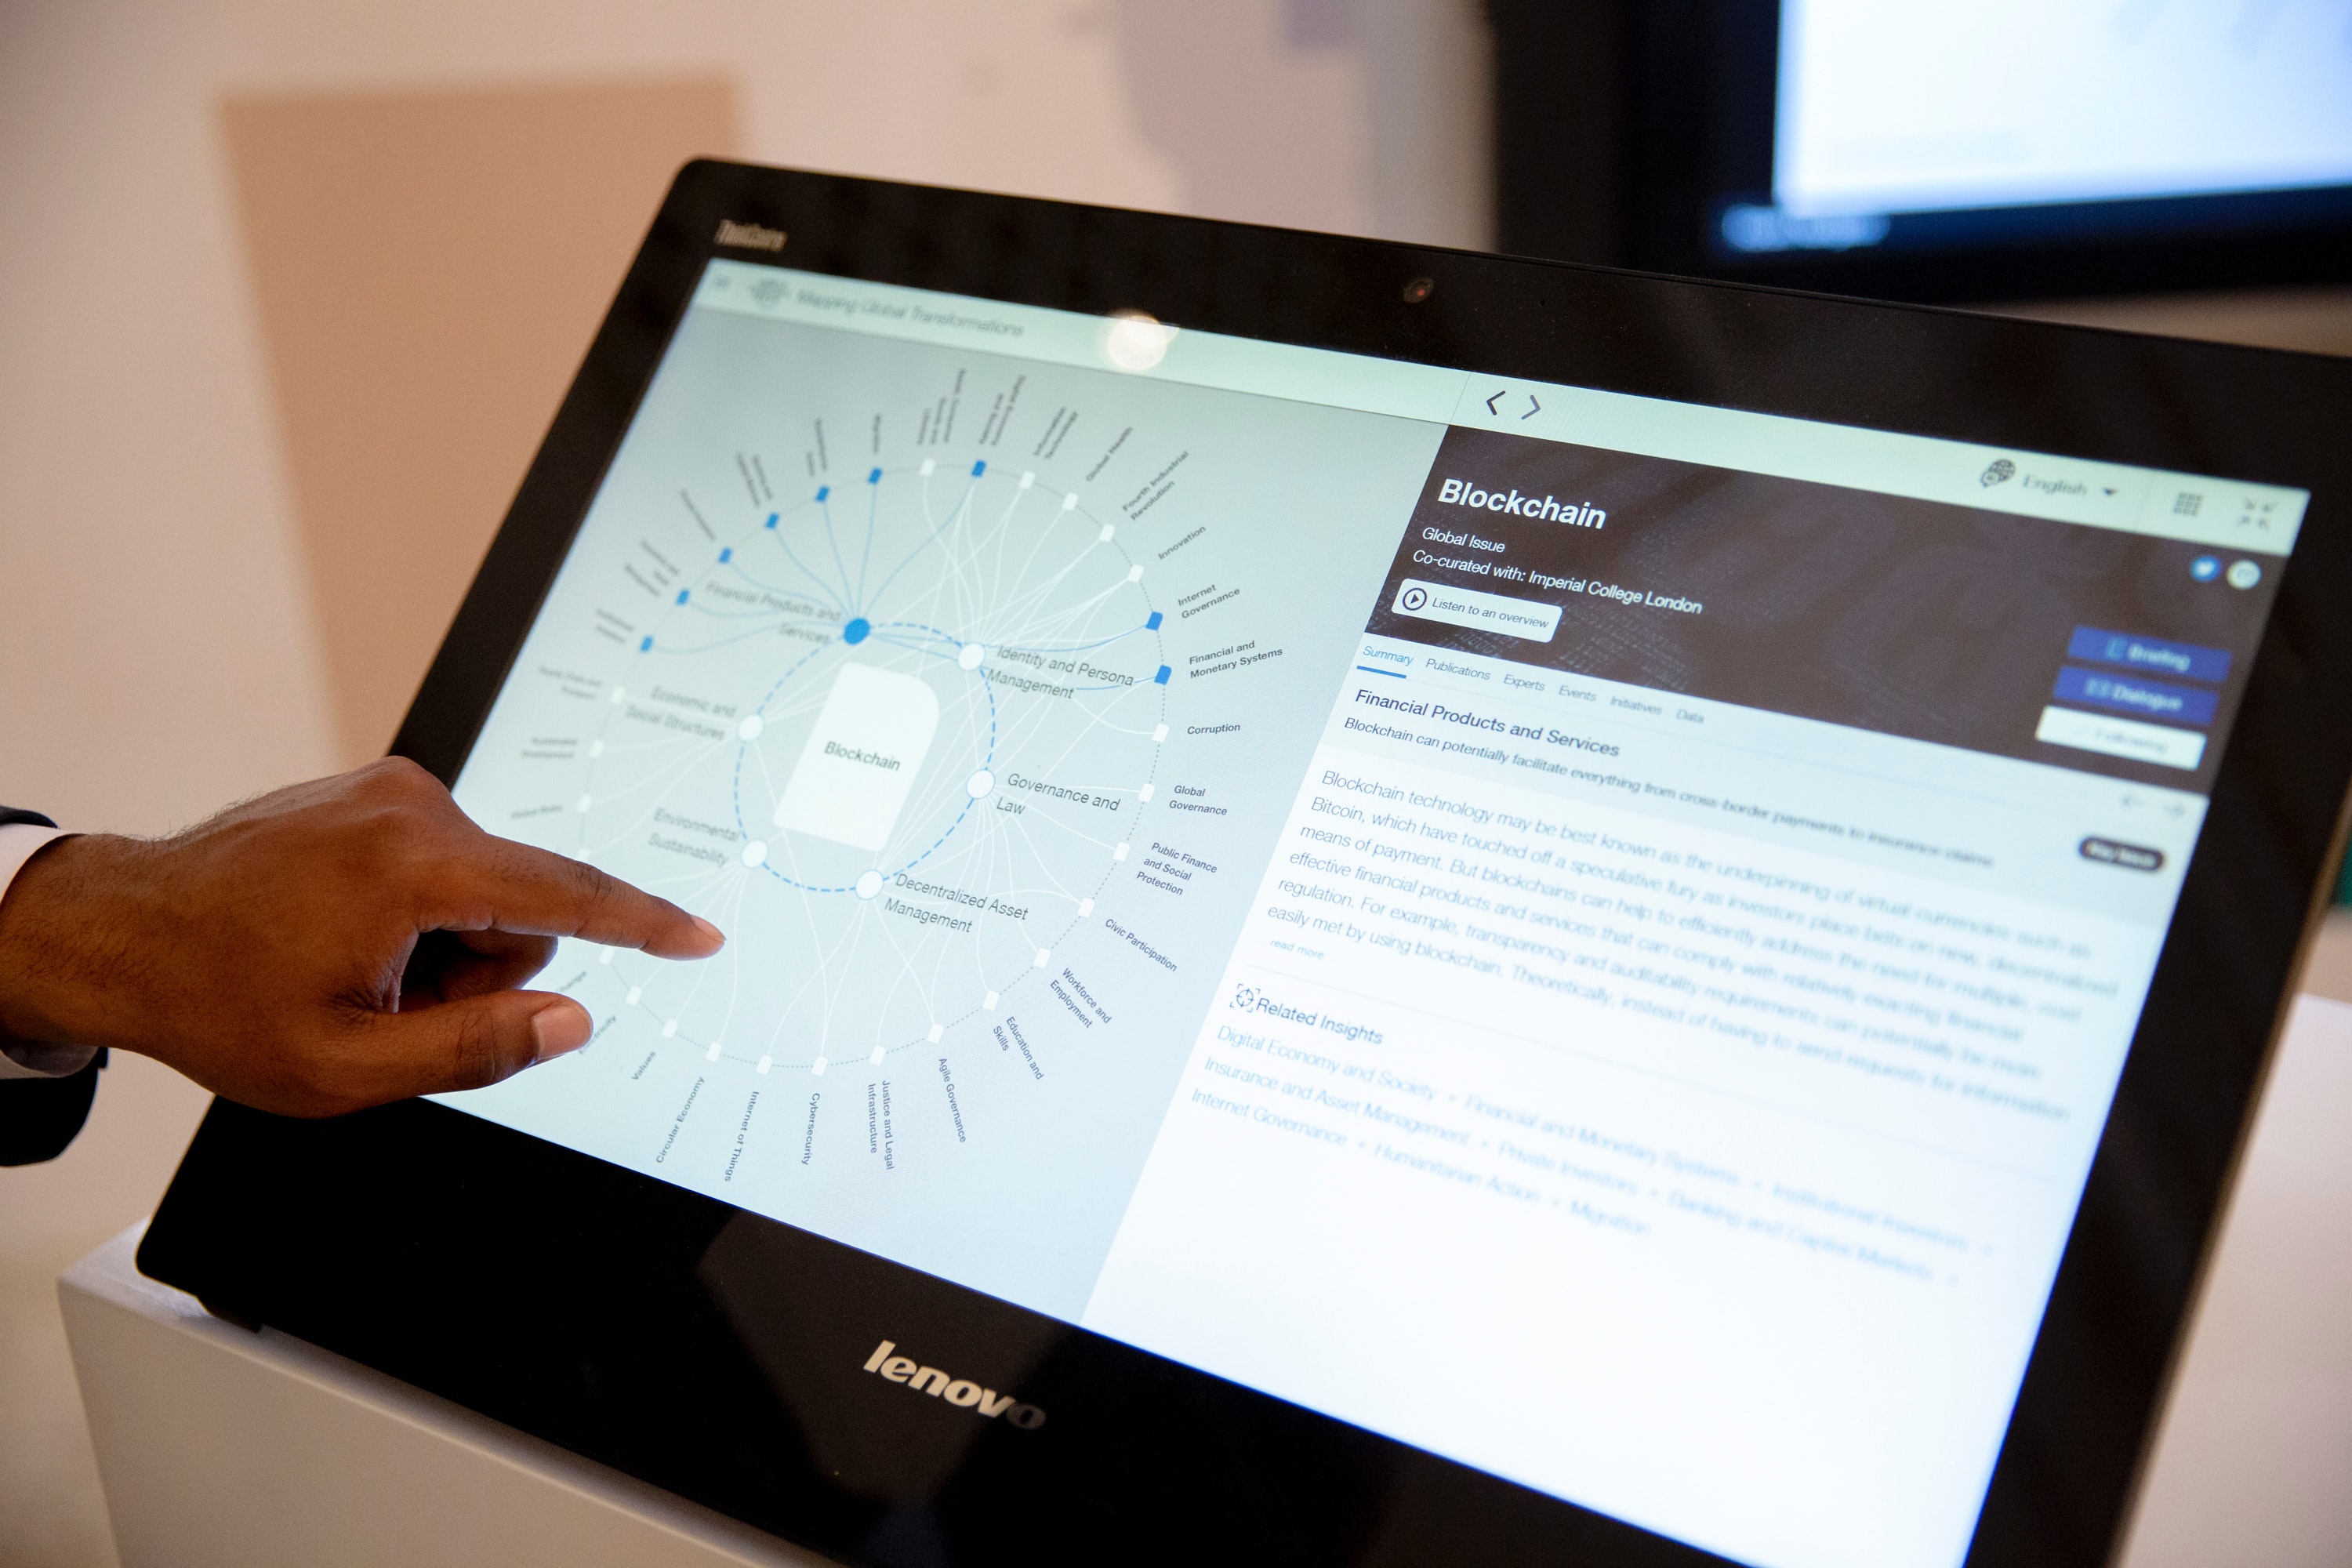 ThinkCentre
Mapping Global Transformations
English
Information
Technology
Global Health
Fourth Industrial
Revolution
Innovation
Internet
Governance
Financial and
Monetary Systems
Corruption
Global
Governance
Public Finance
and Social
Protection
Civic Participation
Workforce and
Employment
Education and
Skills
Agile Governance
Justice and Legal
Infrastructure
Cybersecurity
Internet of Things
Circular Economy
Values
Electricity
Financial Products and
Services
Identity and Persona
Management
Economic and
Social Structures
Governance and
Law
Environmental
Sustainability
Decentralized Asset
Management
Blockchain
Blockchain
Global Issue
Co-curated with: Imperial College London
Listen to an overview
Briefing
Dialogue
Following
Summary Publications Experts Events Initiatives Data
Financial Products and Services
Blockchain can potentially facilitate everything from cross-border payments to insurance claims
Key Issue
Blockchain technology may be best known as the underpinning of virtual currencies such as
Bitcoin, which have touched off a speculative fury as investors place bets on new, decentralized
means of payment. But blockchains can help to efficiently address the need for multiple, cost
effective financial products and services that can comply with relatively exacting financial
regulation. For example, transparency and auditability requirements can potentially be more
easily met by using blockchain. Theoretically, instead of having to send requests for information
... read more
Related Insights
Digital Economy and Society • Financial and Monetary Systems • Institutional Investors •
Insurance and Asset Management • Private Investors • Banking and Capital Markets •
Internet Governance • Humanitarian Action • Migration
lenovo